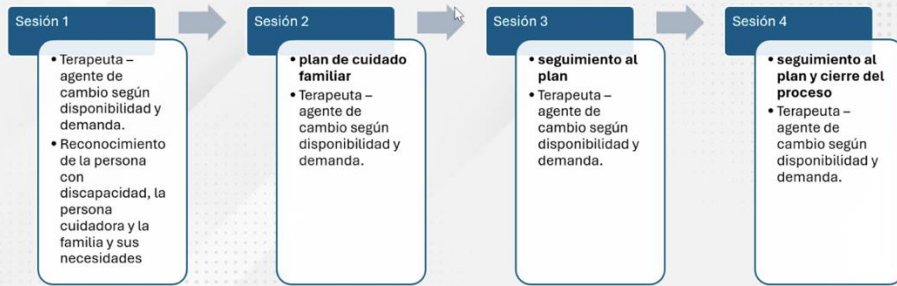 Sesión 1
• Terapeuta –
agente de
cambio según
disponibilidad y
demanda.
• Reconocimiento
de la persona
con
discapacidad, la
persona
cuidadora y la
familia y sus
necesidades
Sesión 2
• plan de cuidado
familiar
• Terapeuta –
agente de
cambio según
disponibilidad y
demanda.
Sesión 3
• seguimiento al
plan
• Terapeuta –
agente de
cambio según
disponibilidad y
demanda.
Sesión 4
• seguimiento al
plan y cierre del
proceso
• Terapeuta –
agente de
cambio según
disponibilidad y
demanda.